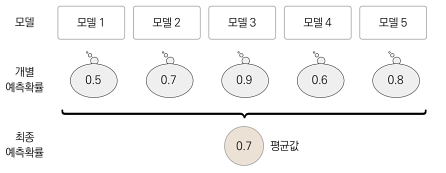 모델
모델 1
모델 2
모델 3
모델 4
모델 5
개별
예측확률
0.5
0.7
0.9
0.6
0.8
최종
예측확률
0.7
평균값